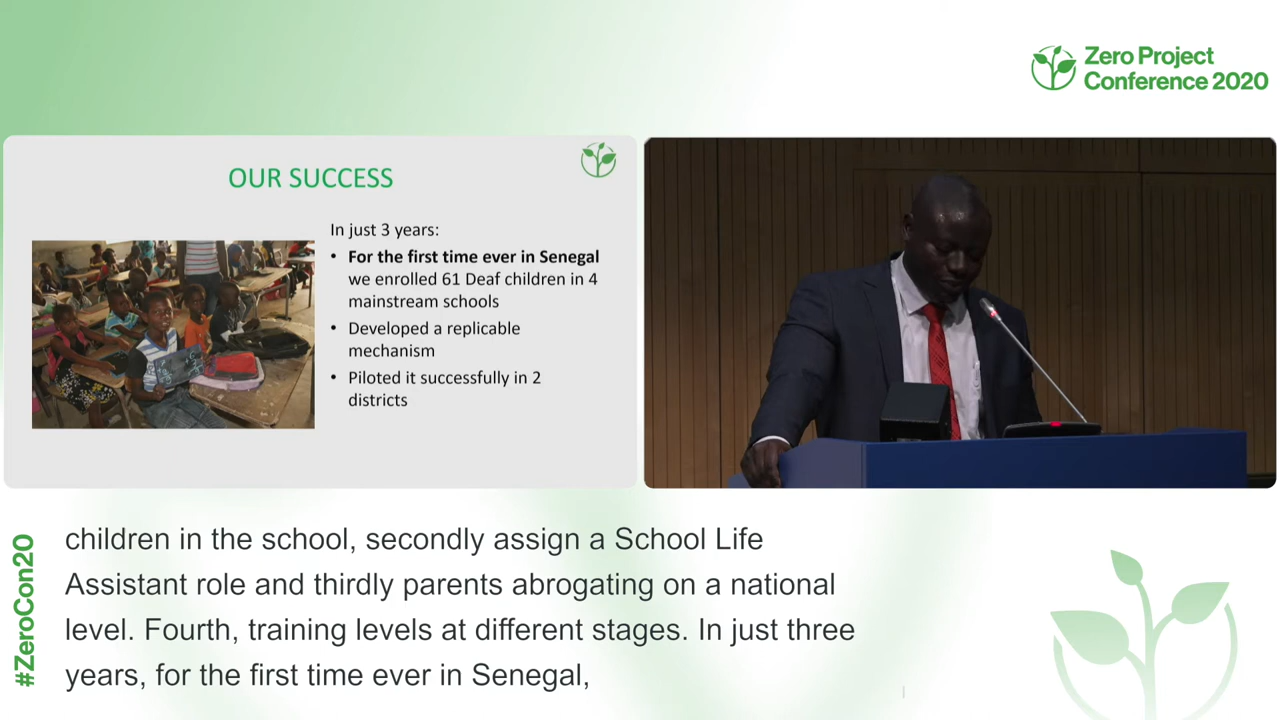 Zero Project
Conference 2020
OUR SUCCESS
In just 3 years:
• For the first time ever in Senegal
we enrolled 61 Deaf children in 4
mainstream schools
• Developed a replicable
mechanism
• Piloted it successfully in 2
districts
#ZeroCon20
children in the school, secondly assign a School Life
Assistant role and thirdly parents abrogating on a national
level. Fourth, training levels at different stages. In just three
years, for the first time ever in Senegal,